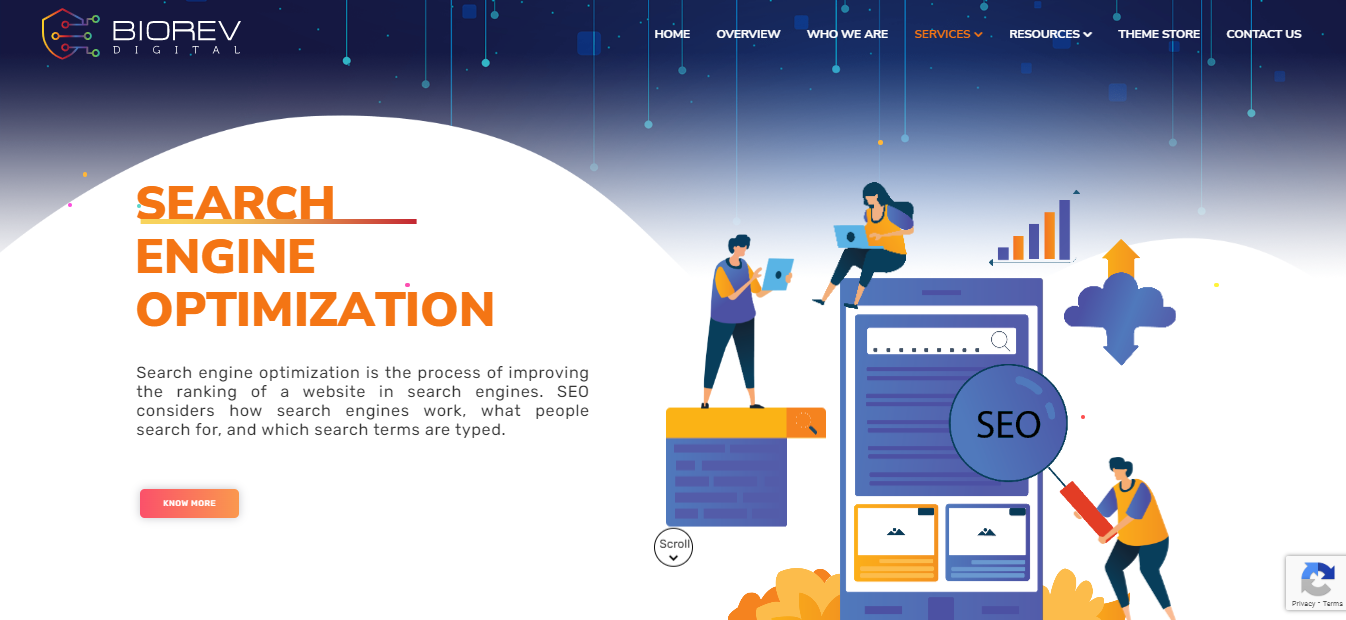 BIOREV
DIGITAL
HOME OVERVIEW WHO WE ARE SERVICES RESOURCES THEME STORE CONTACT US
SEARCH
ENGINE
OPTIMIZATION
Search engine optimization is the process of improving
the ranking of a website in search engines. SEO
considers how search engines work, what people
search for, and which search terms are typed.
KNOW MORE
SEO
Scroll
Privacy - Terms